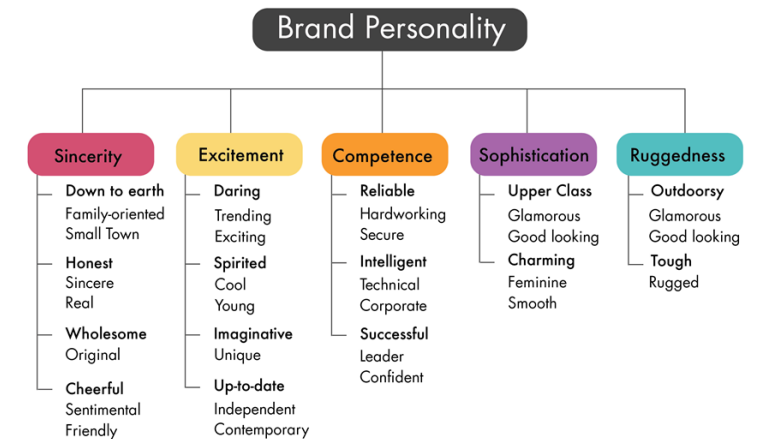 Brand Personality
Sincerity
Down to earth
Family-oriented
Small Town
Honest
Sincere
Real
Wholesome
Original
Cheerful
Sentimental
Friendly
Excitement
Daring
Trending
Exciting
Spirited
Cool
Young
Imaginative
Unique
Up-to-date
Independent
Contemporary
Competence
Reliable
Hardworking
Secure
Intelligent
Technical
Corporate
Successful
Leader
Confident
Sophistication
Upper Class
Glamorous
Good looking
Charming
Feminine
Smooth
Ruggedness
Outdoorsy
Glamorous
Good looking
Tough
Rugged